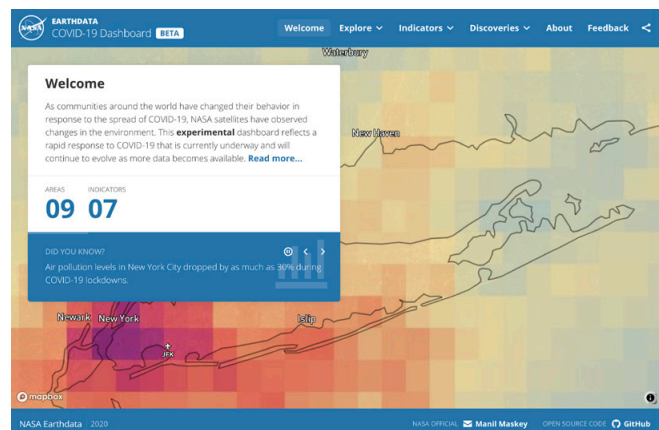 NASA
EARTHDATA
COVID-19 Dashboard BETA
Welcome Explore Indicators Discoveries About Feedback
Waterbury
Welcome
As communities around the world have changed their behavior in
response to the spread of COVID-19, NASA satellites have observed
changes in the environment. This experimental dashboard reflects a
rapid response to COVID-19 that is currently underway and will
continue to evolve as more data becomes available. Read more...
New Haven
AREAS INDICATORS
09 07
DID YOU KNOW?
Air pollution levels in New York City dropped by as much as 30% during
COVID-19 lockdowns.
Newark New York Islip
JFK
mapbox
NASA Earthdata 2020 NASA OFFICIAL Manil Maskey OPEN SOURCE CODE GitHub